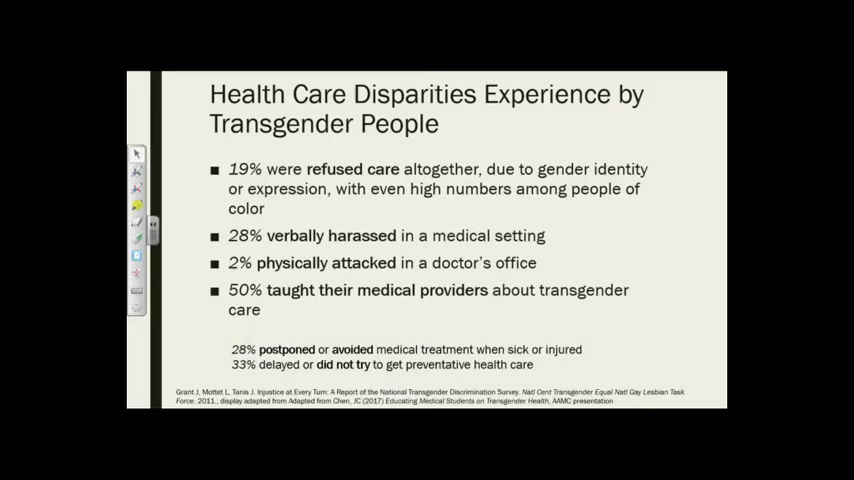 Health Care Disparities Experience by
Transgender People
■ 19% were refused care altogether, due to gender identity
or expression, with even high numbers among people of
color
■ 28% verbally harassed in a medical setting
■ 2% physically attacked in a doctor's office
■ 50% taught their medical providers about transgender
care
28% postponed or avoided medical treatment when sick or injured
33% delayed or did not try to get preventative health care
Grant J, Mottet L, Tanis J. Injustice at Every Turn: A Report of the National Transgender Discrimination Survey. Natl Cent Transgender Equal Natl Gay Lesbian Task
Force. 2011.; display adapted from Adapted from Chen, JC (2017) Educating Medical Students on Transgender Health, AAMC presentation